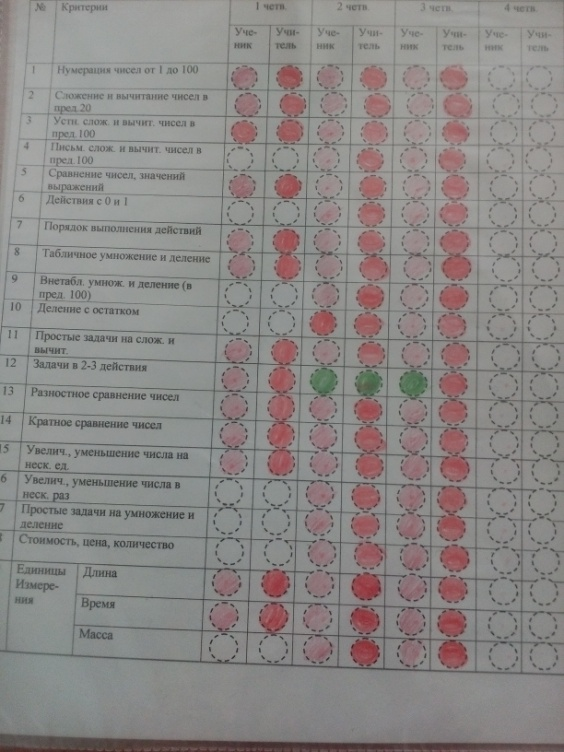 № Критерии 1 четв. 2 четв. 3 четв. 4 четв.
Уче- Учи- Уче- Учи- Уче- Учи- Уче- Учи-
ник тель ник тель ник тель ник тель
1 Нумерация чисел от 1 до 100
2 Сложение и вычитание чисел в
пред.20
3 Устн. слож. и вычит. чисел в
пред.100
4 Письм. слож. и вычит. чисел в
пред.100
5 Сравнение чисел, значений
выражений
6 Действия с 0 и 1
7 Порядок выполнения действий
8 Табличное умножение и деление
9 Внетабл. умнож. и деление (в
пред. 100)
10 Деление с остатком
11 Простые задачи на слож. и
вычит.
12 Задачи в 2-3 действия
13 Разностное сравнение чисел
14 Кратное сравнение чисел
15 Увелич., уменьшение числа на
неск. ед.
6 Увелич., уменьшение числа в
неск. раз
7 Простые задачи на умножение и
деление
Стоимость, цена, количество
Единицы Длина
Измере-
ния Время
Масса